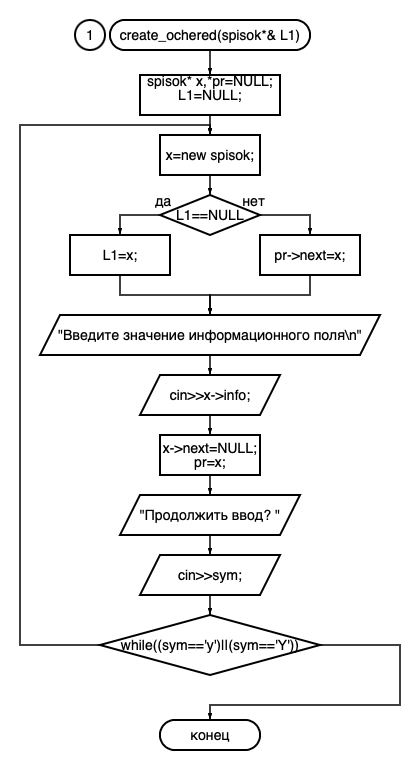 1
create_ochered(spisok*& L1)
spisok* x,*pr=NULL;
L1=NULL;
x=new spisok;
да
нет
L1==NULL
L1=x;
pr->next=x;
"Введите значение информационного поля\n"
cin>>x->info;
x->next=NULL;
pr=x;
"Продолжить ввод? "
cin>>sym;
while((sym=='y')||(sym=='Y'))
конец